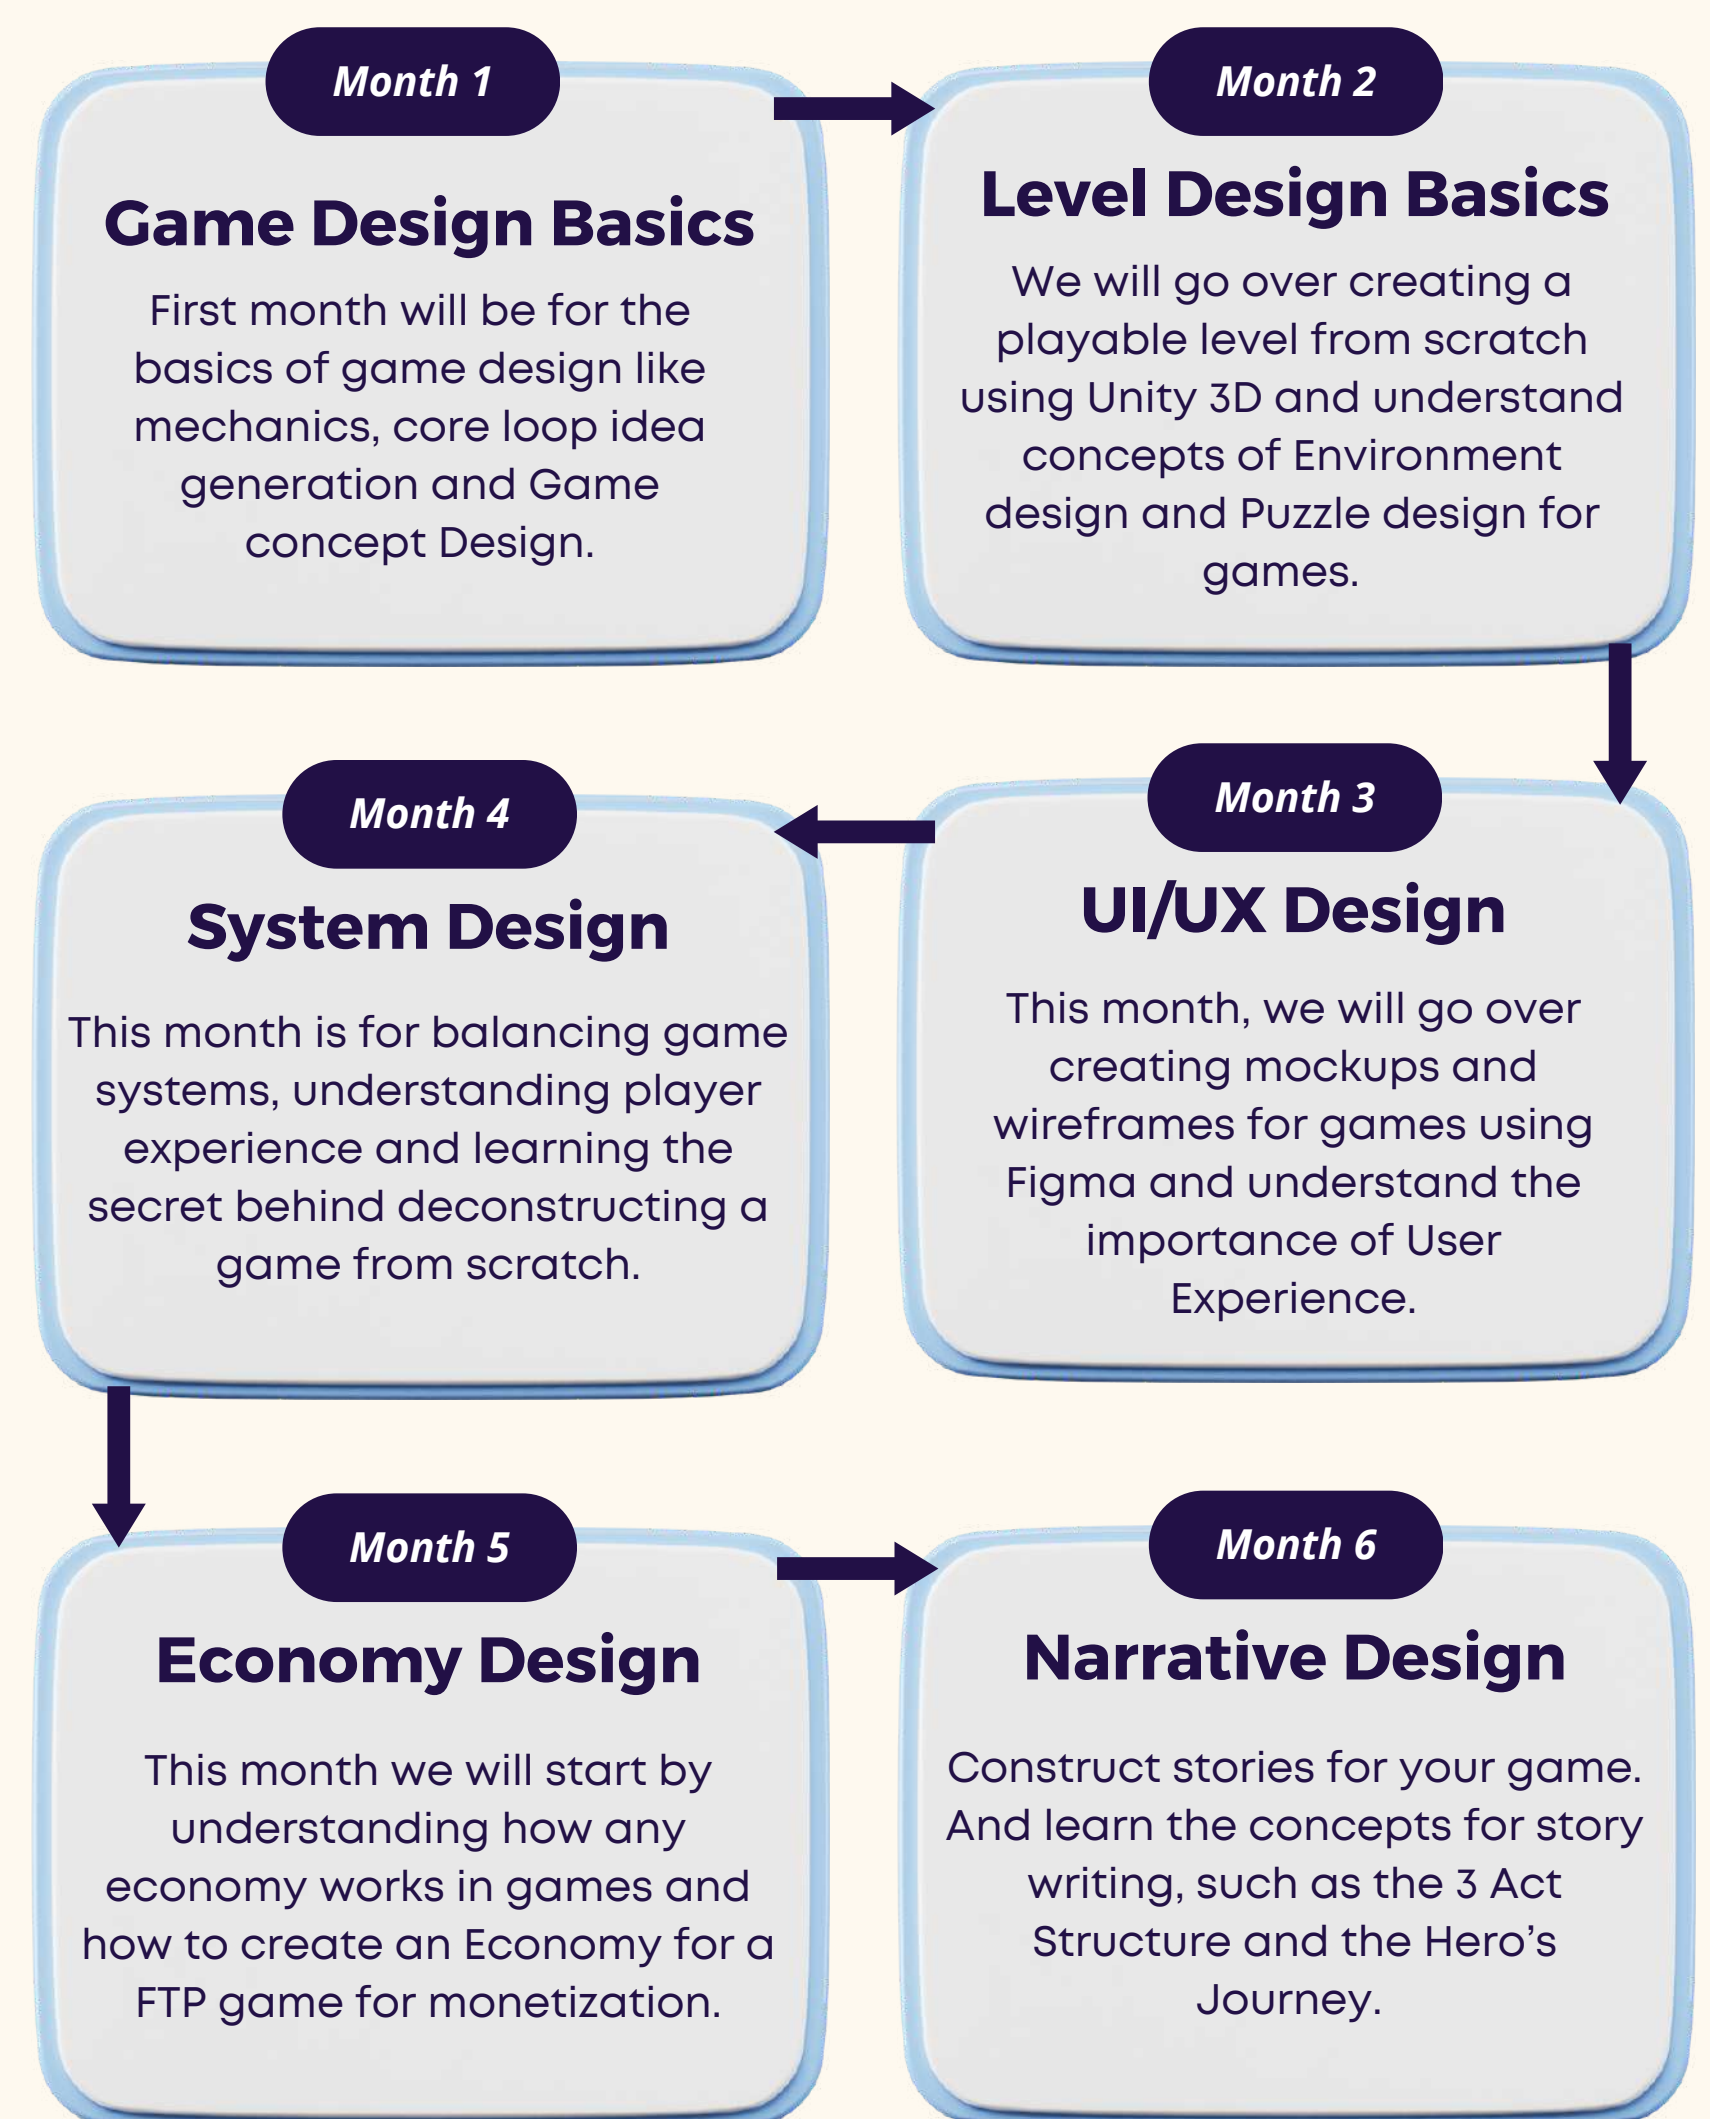 Month 1
Game Design Basics
First month will be for the
basics of game design like
mechanics, core loop idea
generation and Game
concept Design.
Month 2
Level Design Basics
We will go over creating a
playable level from scratch
using Unity 3D and understand
concepts of Environment
design and Puzzle design for
games.
Month 3
UI/UX Design
This month, we will go over
creating mockups and
wireframes for games using
Figma and understand the
importance of User
Experience.
Month 4
System Design
This month is for balancing game
systems, understanding player
experience and learning the
secret behind deconstructing a
game from scratch.
Month 5
Economy Design
This month we will start by
understanding how any
economy works in games and
how to create an Economy for a
FTP game for monetization.
Month 6
Narrative Design
Construct stories for your game.
And learn the concepts for story
writing, such as the 3 Act
Structure and the Hero’s
Journey.